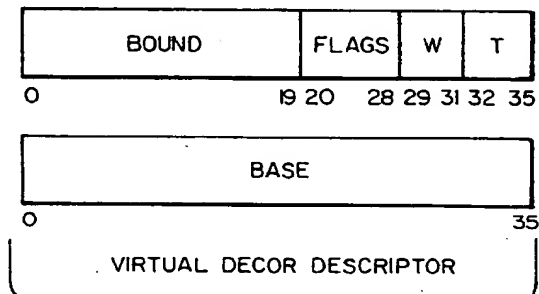 BOUND FLAGS W T
0 19 20 28 29 31 32 35
BASE
0 35
VIRTUAL DECOR DESCRIPTOR